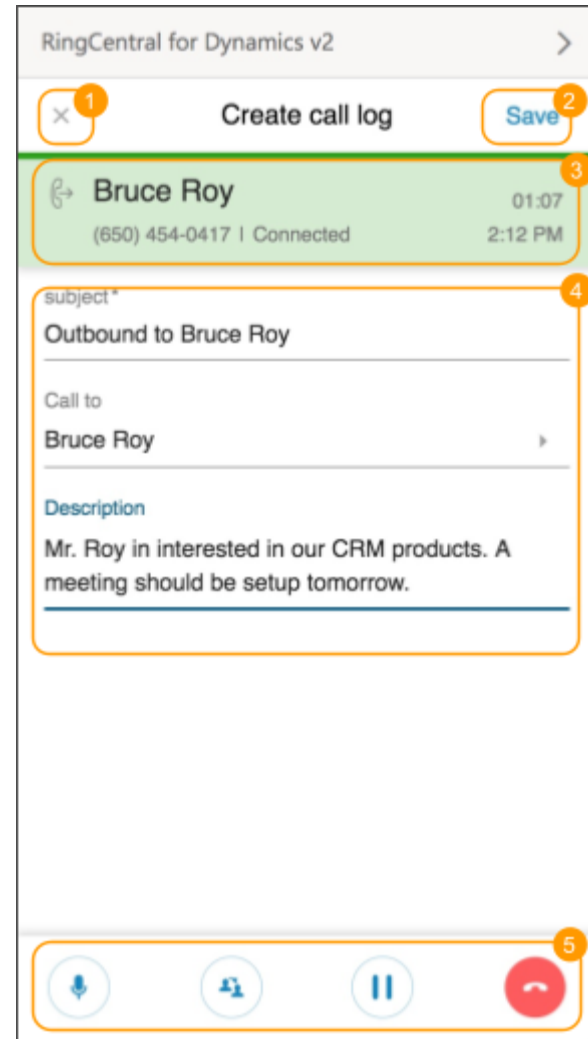 RingCentral for Dynamics v2
1
Create call log
Save
2
3
Bruce Roy
01:07
(650) 454-0417 | Connected
2:12 PM
4
subject*
Outbound to Bruce Roy
Call to
Bruce Roy
Description
Mr. Roy in interested in our CRM products. A
meeting should be setup tomorrow.
5